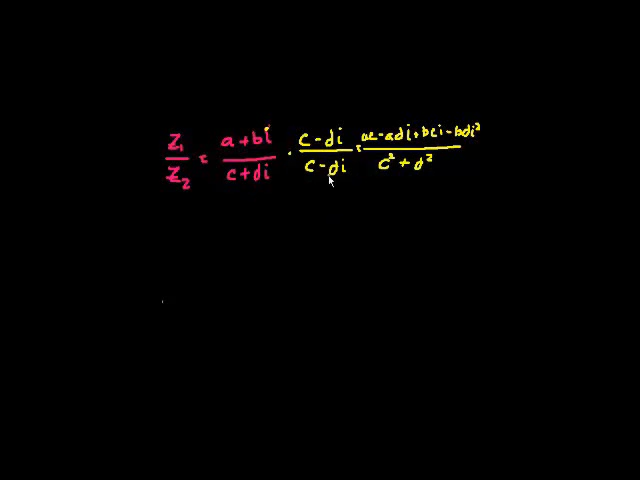 z₁/z₂ = (a+bi)/(c+di) · (c-di)/(c-di) = (ac-adi+bci-bdi²)/(c²+d²)